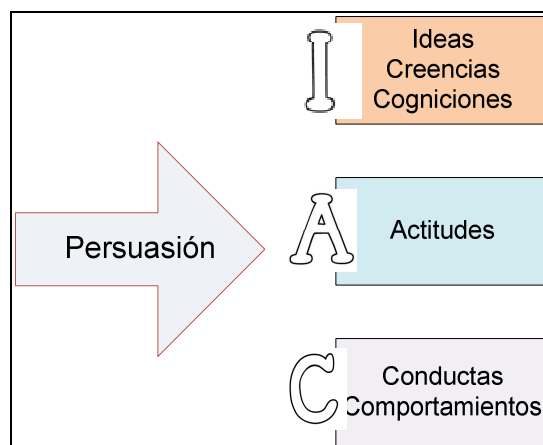 I
Ideas
Creencias
Cogniciones
Persuasión
A
Actitudes
C
Conductas
Comportamientos